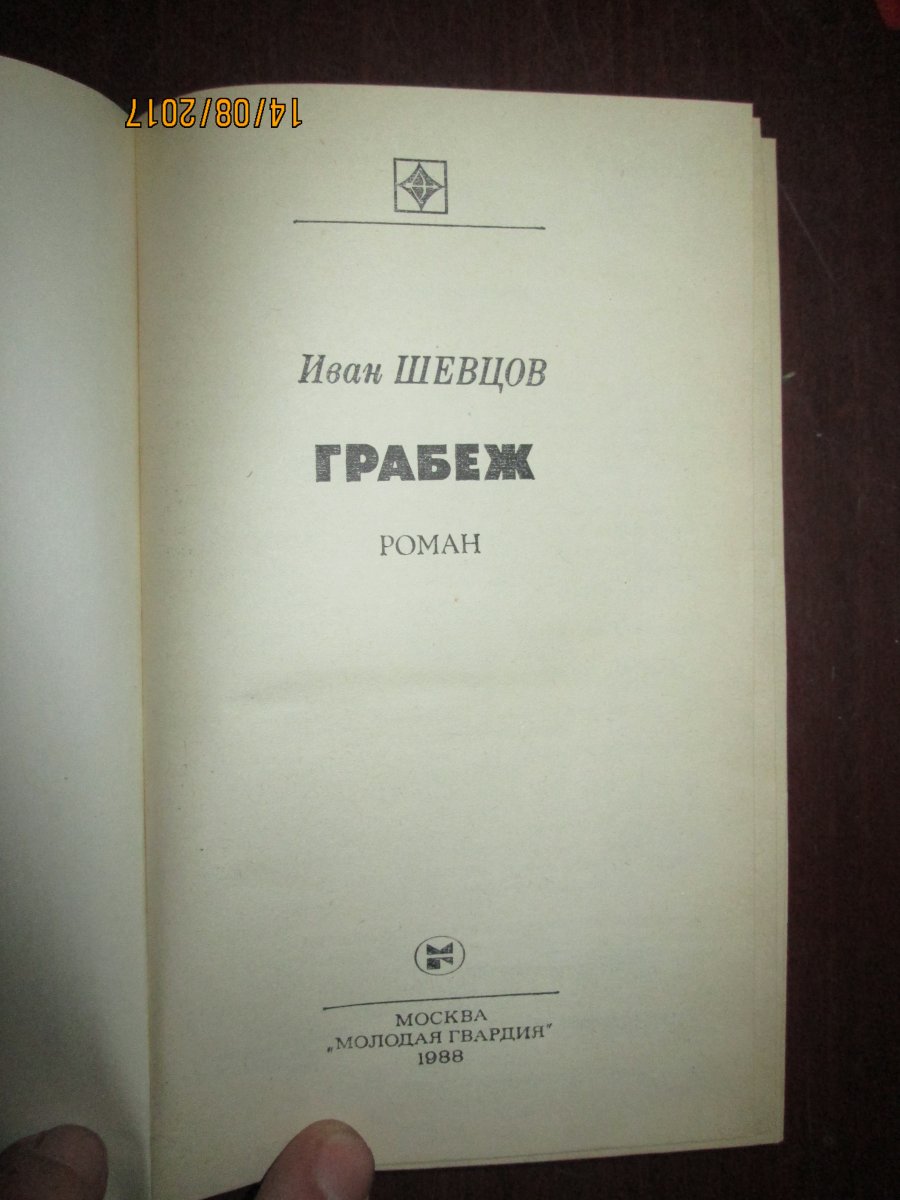 14/08/2017
Иван ШЕВЦОВ
ГРАБЕЖ
РОМАН
МОСКВА
„МОЛОДАЯ ГВАРДИЯ"
1988